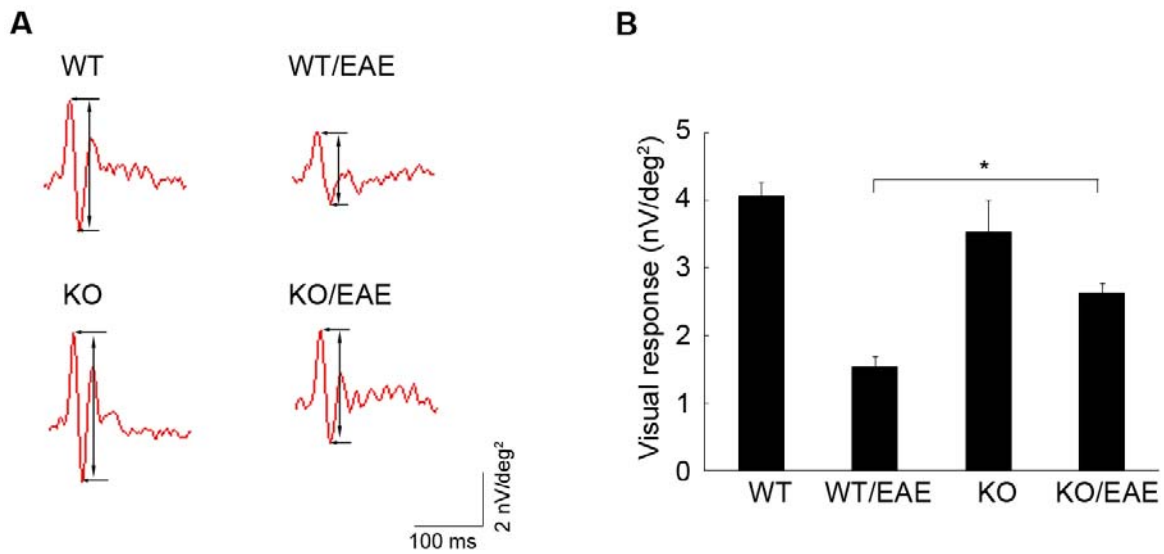 A
WT
WT/EAE
KO
KO/EAE
2 nV/deg²
100 ms
B
Visual response (nV/deg²)
5
4
3
2
1
0
*
WT
WT/EAE
KO
KO/EAE